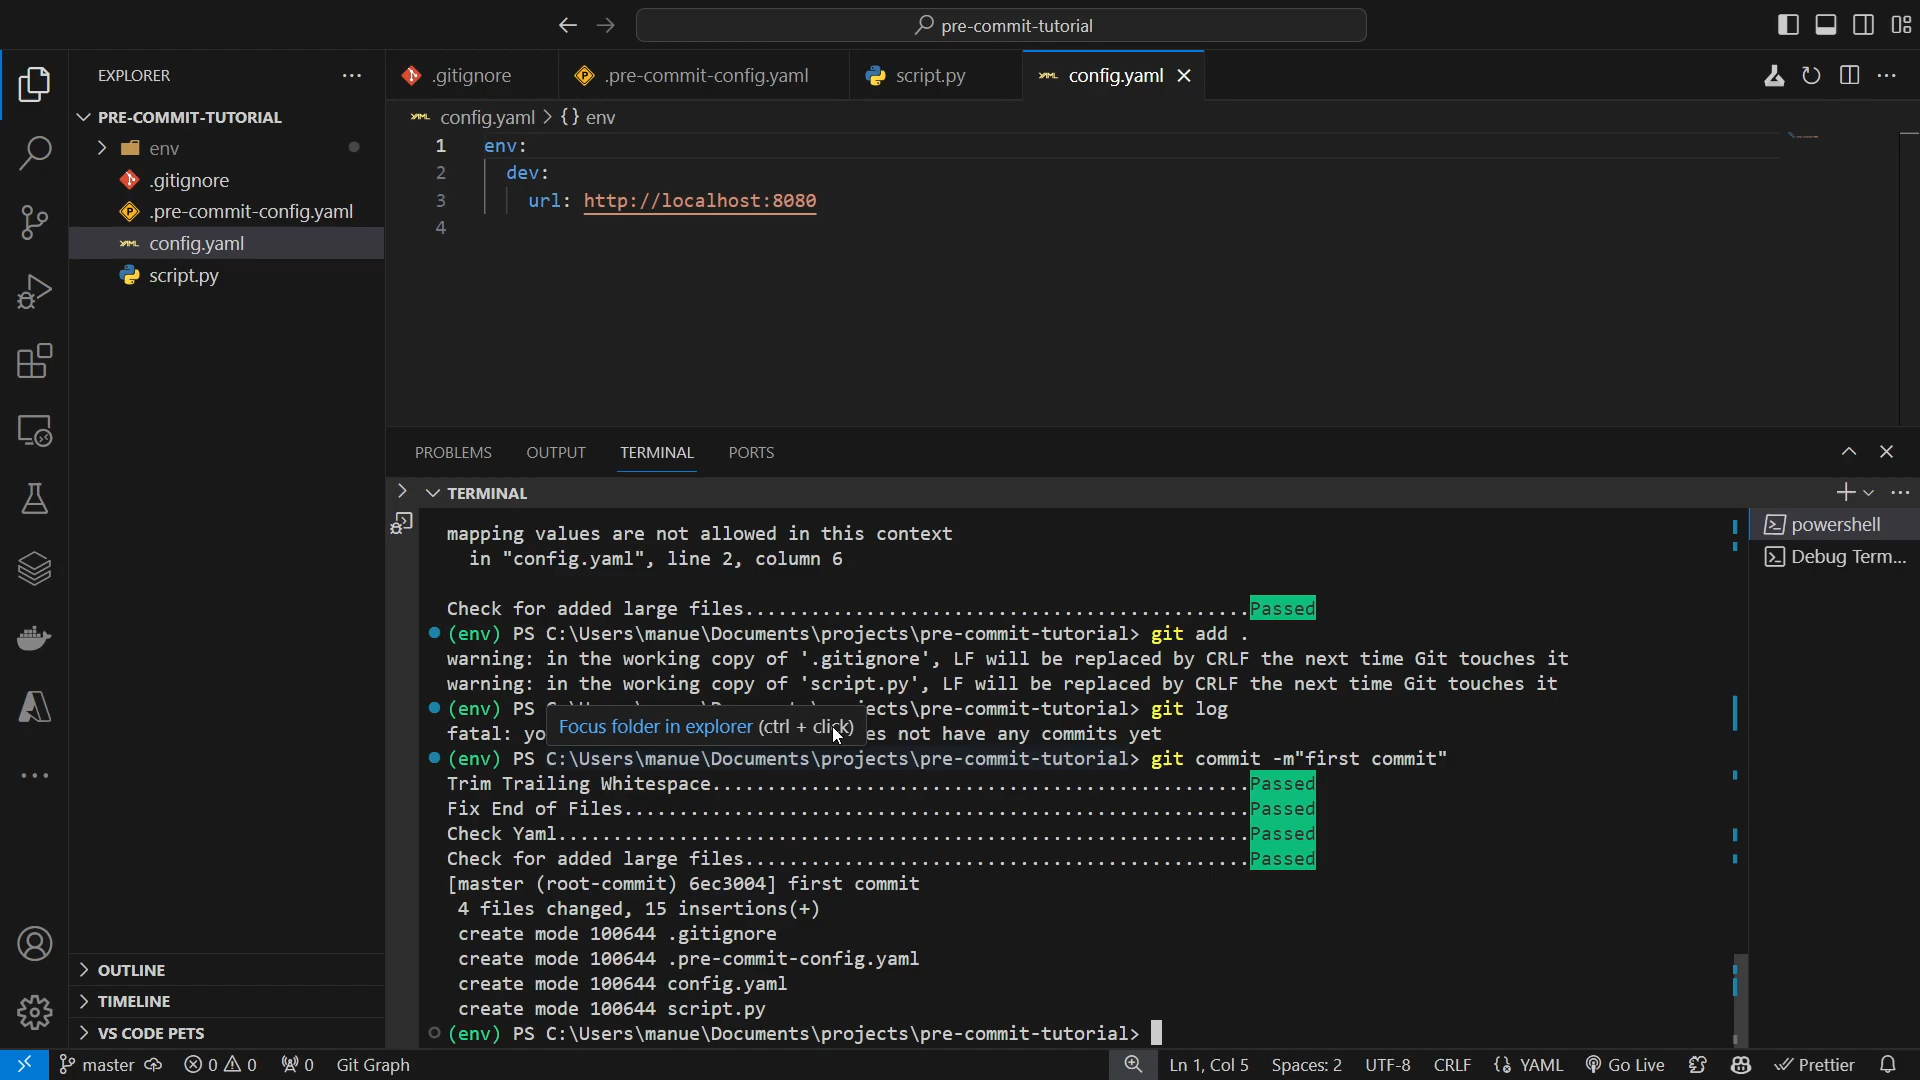 pre-commit-tutorial
EXPLORER
PRE-COMMIT-TUTORIAL
env
.gitignore
.pre-commit-config.yaml
config.yaml
script.py
OUTLINE
TIMELINE
VS CODE PETS
.gitignore
.pre-commit-config.yaml
script.py
config.yaml
config.yaml > {} env
1 env:
2 dev:
3 url: http://localhost:8080
4
PROBLEMS OUTPUT TERMINAL PORTS
TERMINAL
powershell
Debug Term...
mapping values are not allowed in this context
in "config.yaml", line 2, column 6
Check for added large files..............................................Passed
(env) PS C:\Users\manue\Documents\projects\pre-commit-tutorial> git add .
warning: in the working copy of '.gitignore', LF will be replaced by CRLF the next time Git touches it
warning: in the working copy of 'script.py', LF will be replaced by CRLF the next time Git touches it
(env) PS ects\pre-commit-tutorial> git log
Focus folder in explorer (ctrl + click)
fatal: yo es not have any commits yet
(env) PS C:\Users\manue\Documents\projects\pre-commit-tutorial> git commit -m"first commit"
Trim Trailing Whitespace.................................................Passed
Fix End of Files.........................................................Passed
Check Yaml...............................................................Passed
Check for added large files..............................................Passed
[master (root-commit) 6ec3004] first commit
4 files changed, 15 insertions(+)
create mode 100644 .gitignore
create mode 100644 .pre-commit-config.yaml
create mode 100644 config.yaml
create mode 100644 script.py
(env) PS C:\Users\manue\Documents\projects\pre-commit-tutorial>
master 0 0 0 Git Graph Ln 1, Col 5 Spaces: 2 UTF-8 CRLF {} YAML Go Live Prettier